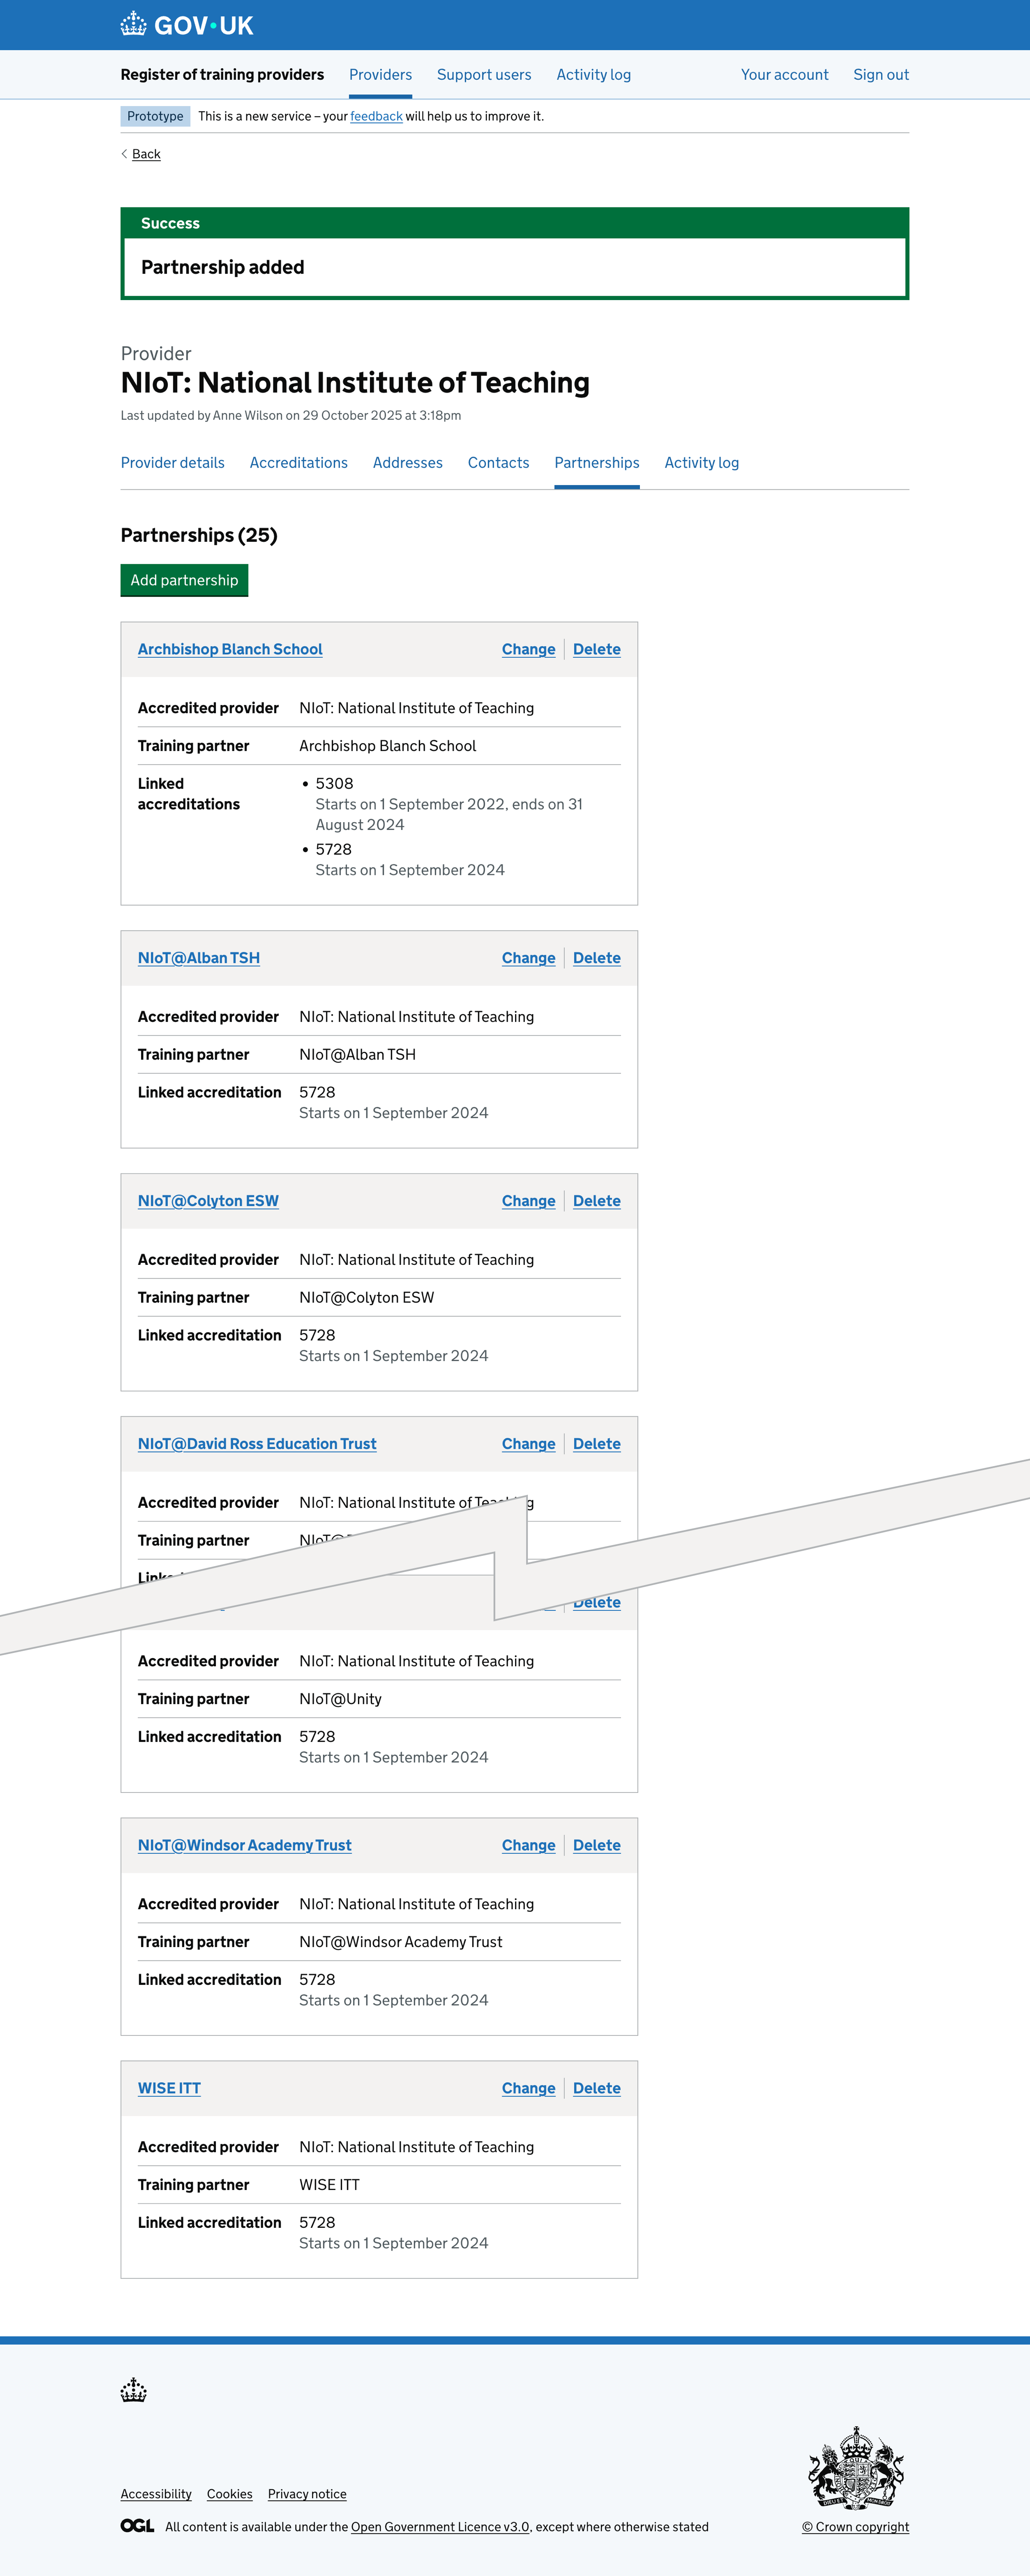 GOV·UK
Register of training providers Providers Support users Activity log Your account Sign out
Prototype This is a new service – your feedback will help us to improve it.
Back
Success
Partnership added
Provider
NIoT: National Institute of Teaching
Last updated by Anne Wilson on 29 October 2025 at 3:18pm
Provider details Accreditations Addresses Contacts Partnerships Activity log
Partnerships (25)
Add partnership
Archbishop Blanch School Change Delete
Accredited provider NIoT: National Institute of Teaching
Training partner Archbishop Blanch School
Linked accreditations
• 5308
Starts on 1 September 2022, ends on 31
August 2024
• 5728
Starts on 1 September 2024
NIoT@Alban TSH Change Delete
Accredited provider NIoT: National Institute of Teaching
Training partner NIoT@Alban TSH
Linked accreditation 5728
Starts on 1 September 2024
NIoT@Colyton ESW Change Delete
Accredited provider NIoT: National Institute of Teaching
Training partner NIoT@Colyton ESW
Linked accreditation 5728
Starts on 1 September 2024
NIoT@David Ross Education Trust Change Delete
Accredited provider NIoT: National Institute of Teaching
Training partner
Delete
Accredited provider NIoT: National Institute of Teaching
Training partner NIoT@Unity
Linked accreditation 5728
Starts on 1 September 2024
NIoT@Windsor Academy Trust Change Delete
Accredited provider NIoT: National Institute of Teaching
Training partner NIoT@Windsor Academy Trust
Linked accreditation 5728
Starts on 1 September 2024
WISE ITT Change Delete
Accredited provider NIoT: National Institute of Teaching
Training partner WISE ITT
Linked accreditation 5728
Starts on 1 September 2024
Accessibility Cookies Privacy notice
OGL All content is available under the Open Government Licence v3.0, except where otherwise stated
© Crown copyright